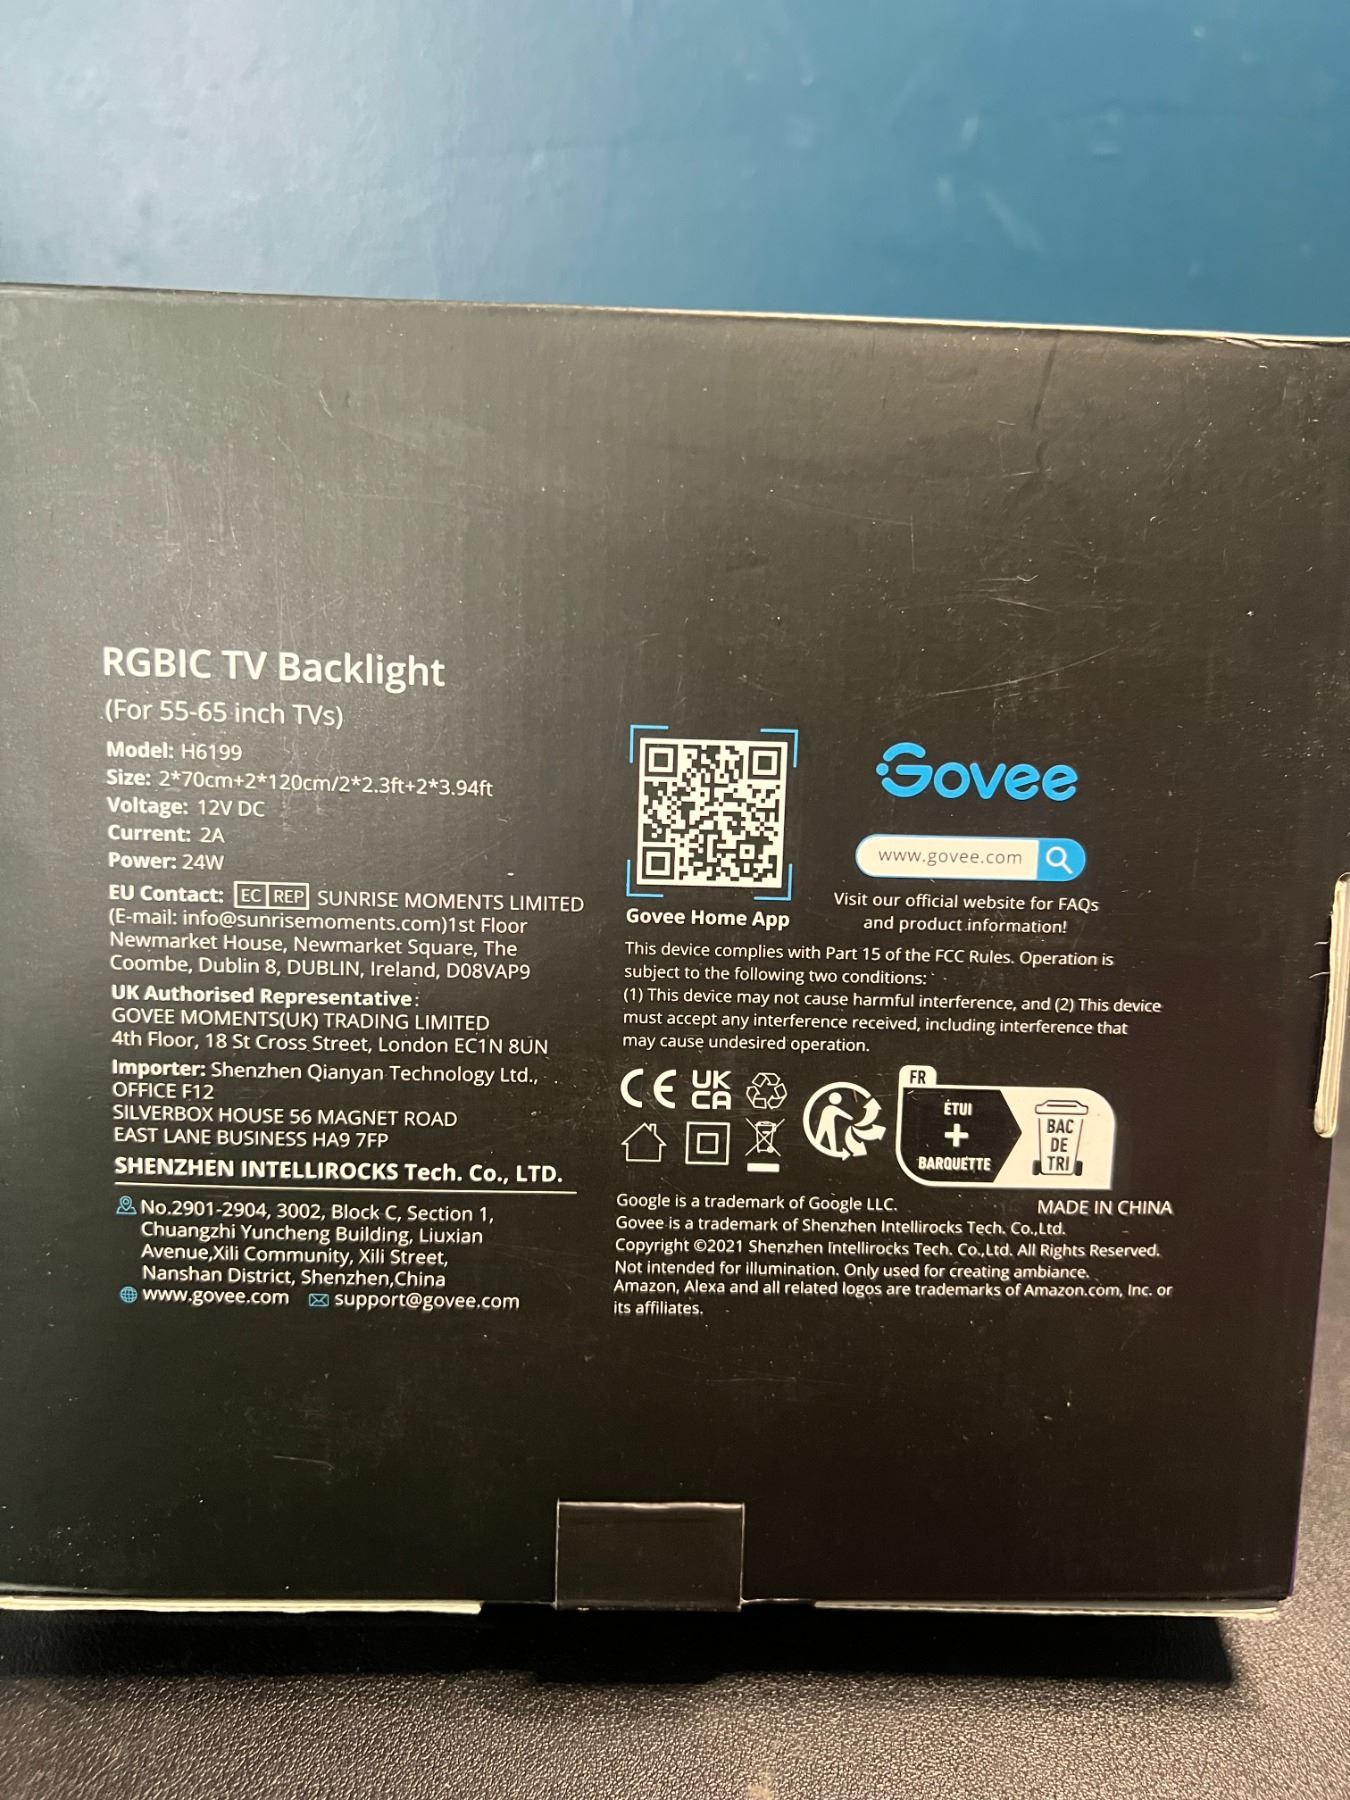 RGBIC TV Backlight
(For 55-65 inch TVs)
Model: H6199
Size: 2*70cm+2*120cm/2*2.3ft+2*3.94ft
Voltage: 12V DC
Current: 2A
Power: 24W
EU Contact: EC REP SUNRISE MOMENTS LIMITED
(E-mail: info@sunrisemoments.com)1st Floor
Newmarket House, Newmarket Square, The
Coombe, Dublin 8, DUBLIN, Ireland, D08VAP9
UK Authorised Representative:
GOVEE MOMENTS(UK) TRADING LIMITED
4th Floor, 18 St Cross Street, London EC1N 8UN
Importer: Shenzhen Qianyan Technology Ltd.,
OFFICE F12
SILVERBOX HOUSE 56 MAGNET ROAD
EAST LANE BUSINESS HA9 7FP
SHENZHEN INTELLIROCKS Tech. Co., LTD.
No.2901-2904, 3002, Block C, Section 1,
Chuangzhi Yuncheng Building, Liuxian
Avenue,Xili Community, Xili Street,
Nanshan District, Shenzhen,China
www.govee.com support@govee.com
Govee Home App
Govee
www.govee.com
Visit our official website for FAQs
and product information!
This device complies with Part 15 of the FCC Rules. Operation is
subject to the following two conditions:
(1) This device may not cause harmful interference, and (2) This device
must accept any interference received, including interference that
may cause undesired operation.
CE UK CA
FR
ÉTUI
+
BARQUETTE
BAC
DE
TRI
Google is a trademark of Google LLC.
MADE IN CHINA
Govee is a trademark of Shenzhen Intellirocks Tech. Co.,Ltd.
Copyright ©2021 Shenzhen Intellirocks Tech. Co.,Ltd. All Rights Reserved.
Not intended for illumination. Only used for creating ambiance.
Amazon, Alexa and all related logos are trademarks of Amazon.com, Inc. or
its affiliates.